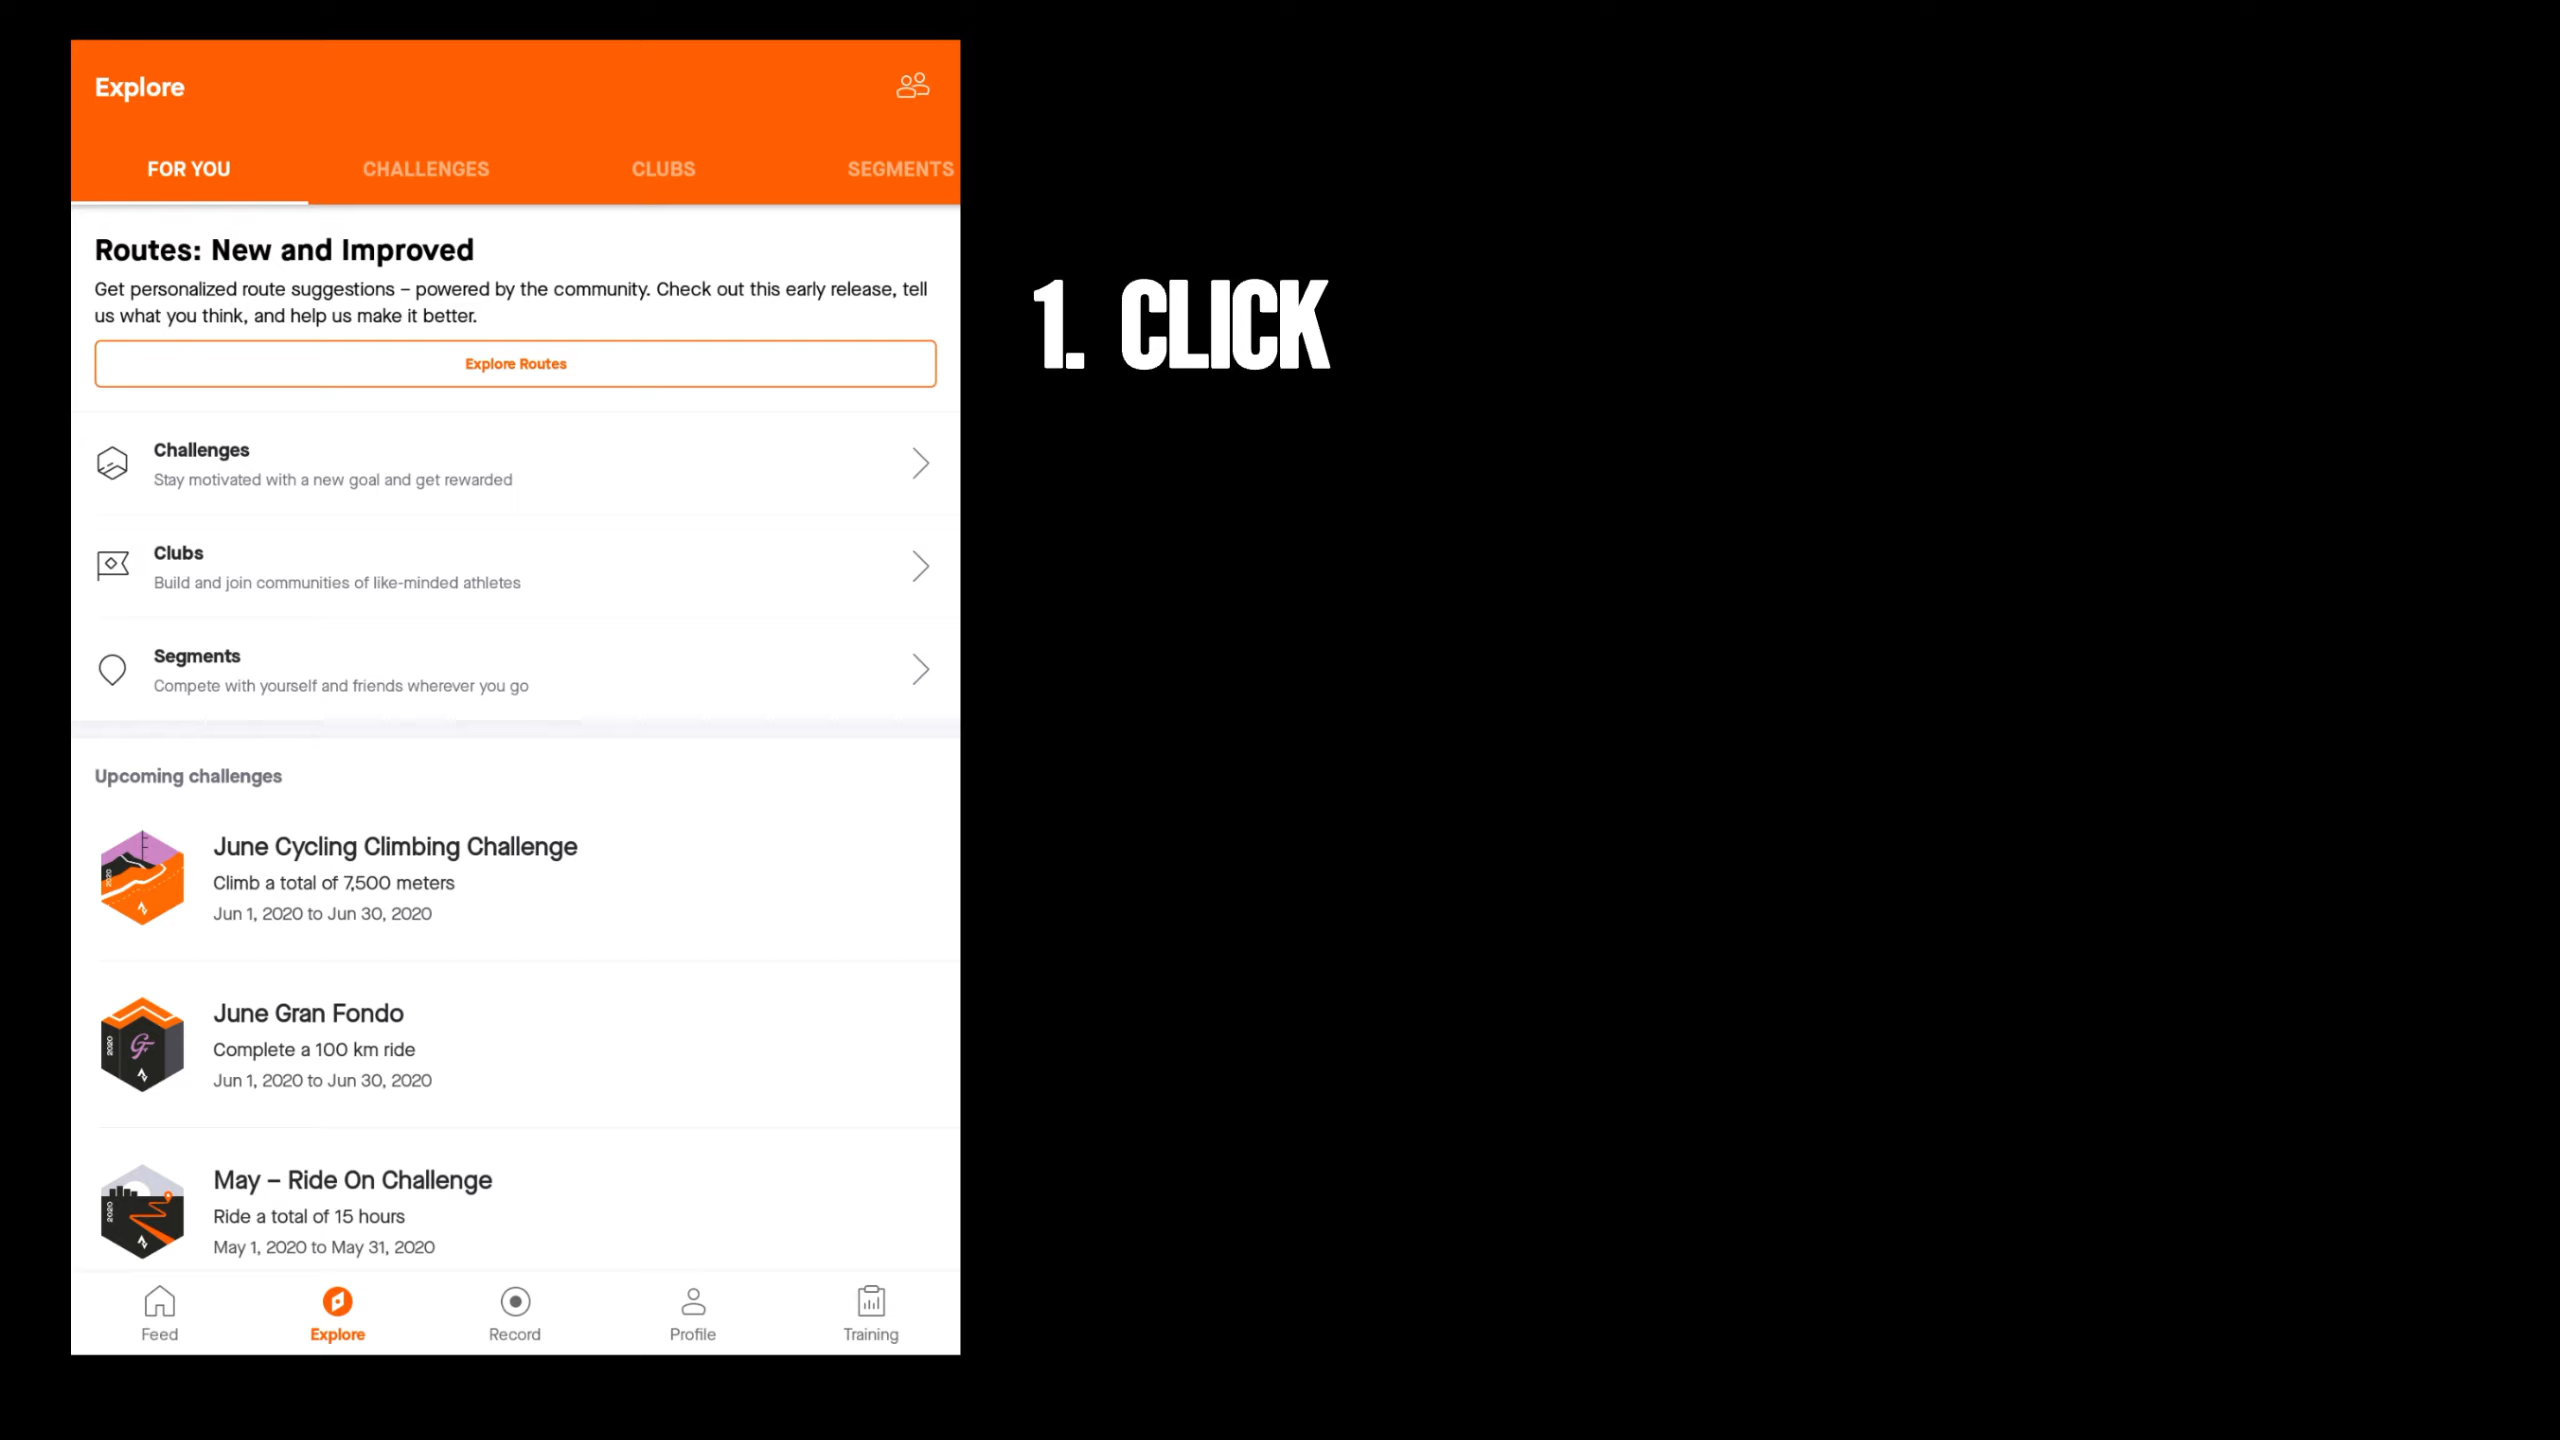 Explore
FOR YOU
CHALLENGES
CLUBS
SEGMENTS
Routes: New and Improved
Get personalized route suggestions – powered by the community. Check out this early release, tell
us what you think, and help us make it better.
Explore Routes
Challenges
Stay motivated with a new goal and get rewarded
Clubs
Build and join communities of like-minded athletes
Segments
Compete with yourself and friends wherever you go
Upcoming challenges
2020
June Cycling Climbing Challenge
Climb a total of 7,500 meters
Jun 1, 2020 to Jun 30, 2020
2020
GF
June Gran Fondo
Complete a 100 km ride
Jun 1, 2020 to Jun 30, 2020
2020
May – Ride On Challenge
Ride a total of 15 hours
May 1, 2020 to May 31, 2020
Feed
Explore
Record
Profile
Training
1. CLICK